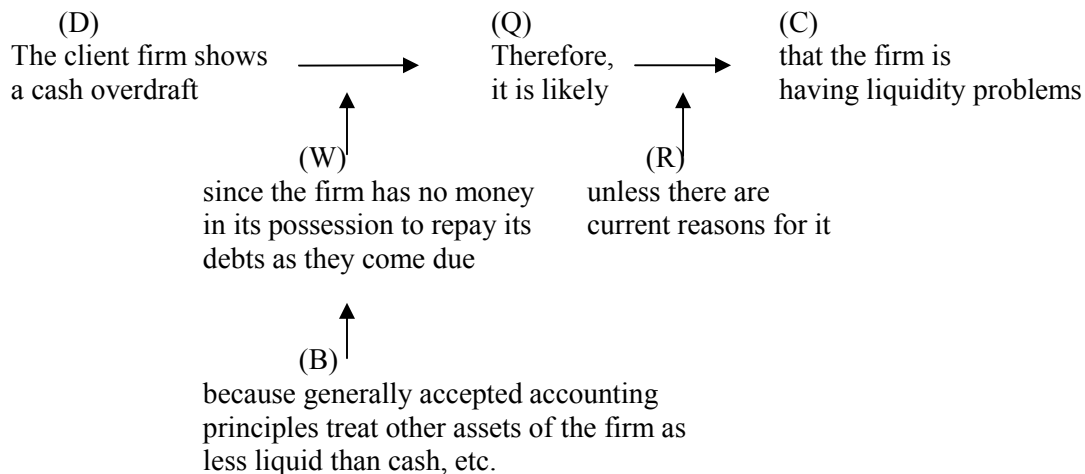 (D) (Q) (C)
The client firm shows Therefore, that the firm is
a cash overdraft it is likely having liquidity problems
(W) (R)
since the firm has no money unless there are
in its possession to repay its current reasons for it
debts as they come due
(B)
because generally accepted accounting
principles treat other assets of the firm as
less liquid than cash, etc.